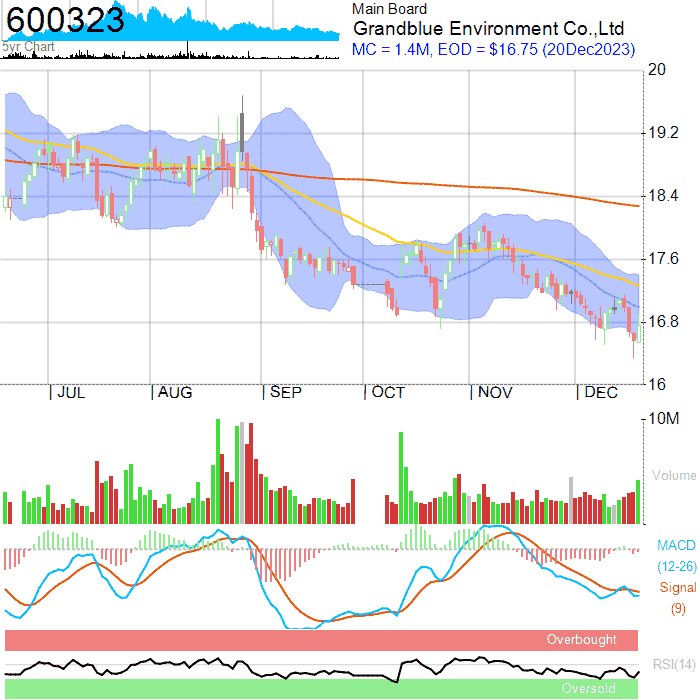 600323
5yr Chart
Main Board
Grandblue Environment Co.,Ltd
MC = 1.4M, EOD = $16.75 (20Dec2023)
20
19.2
18.4
17.6
16.8
16
|JUL
|AUG
|SEP
|OCT
|NOV
|DEC
10M
Volume
MACD
(12-26)
Signal
(9)
Overbought
RSI(14)
Oversold